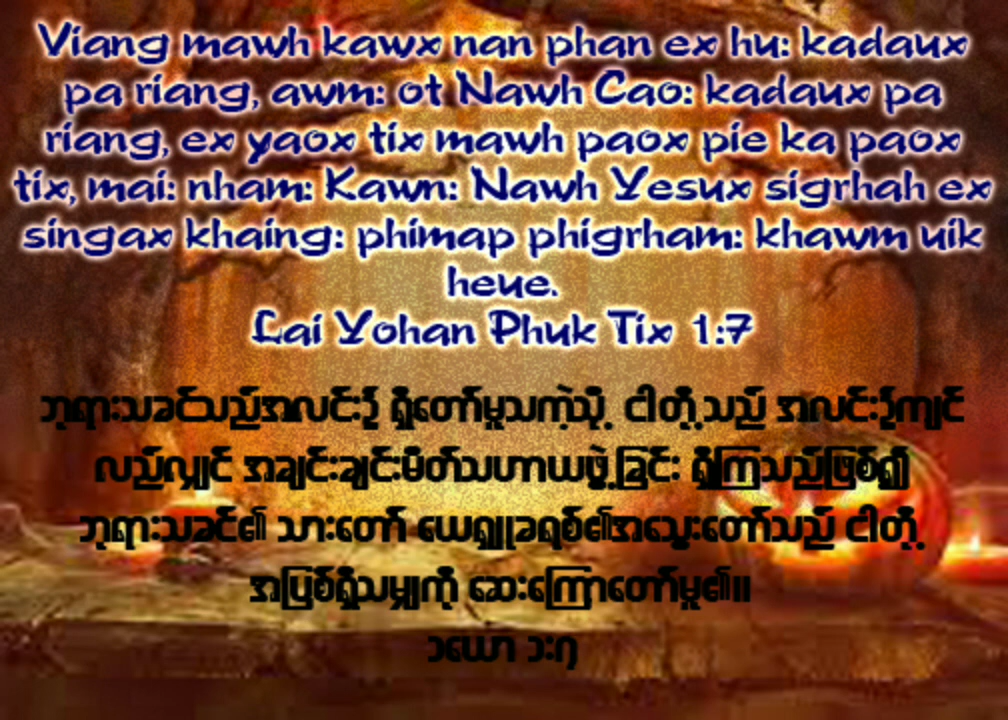 Viang mawh kawx nan phan ex hu: kadaux
pa riang, awm: ot Nawh Cao: kadaux pa
riang, ex yaox tix mawh paox pie ka paox
tix, mai: nham: Kawn: Nawh Yesux sigrhah ex
singax khaing: phimap phigrham: khawm uik
heue.
Lai Yohan Phuk Tix 1:7
ဘုရားသခင်သည်အလင်း၌ ရှိတော်မူသကဲ့သို့ ငါတို့သည် အလင်း၌ကျင်
လည်လျှင် အချင်းချင်းမိတ်သဟာယဖွဲ့ခြင်း ရှိကြသည်ဖြစ်၍
ဘုရားသခင်၏ သားတော် ယေရှုခရစ်၏အသွေးတော်သည် ငါတို့
အပြစ်ရှိသမျှကို ဆေးကြောတော်မူ၏။
၁ယော ၁း၇